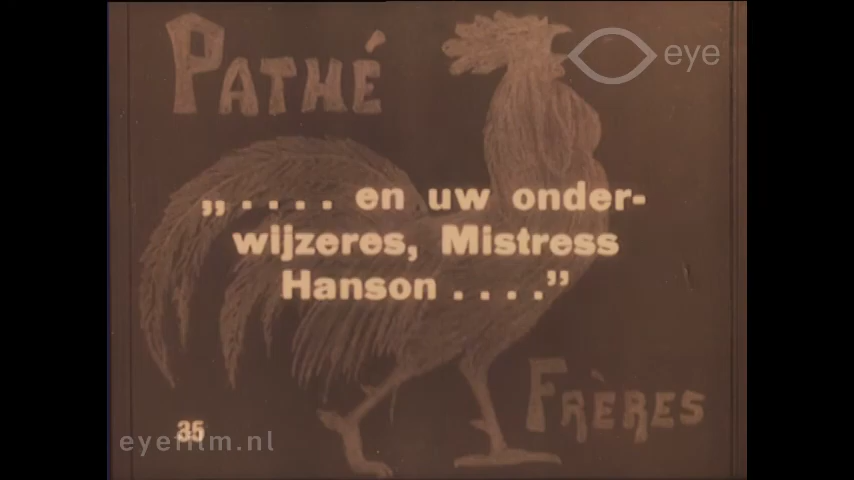 PATHÉ
eye
„. . . . en uw onder-
wijzeres, Mistress
Hanson . . . .”
FRÈRES
35
eyefilm.nl